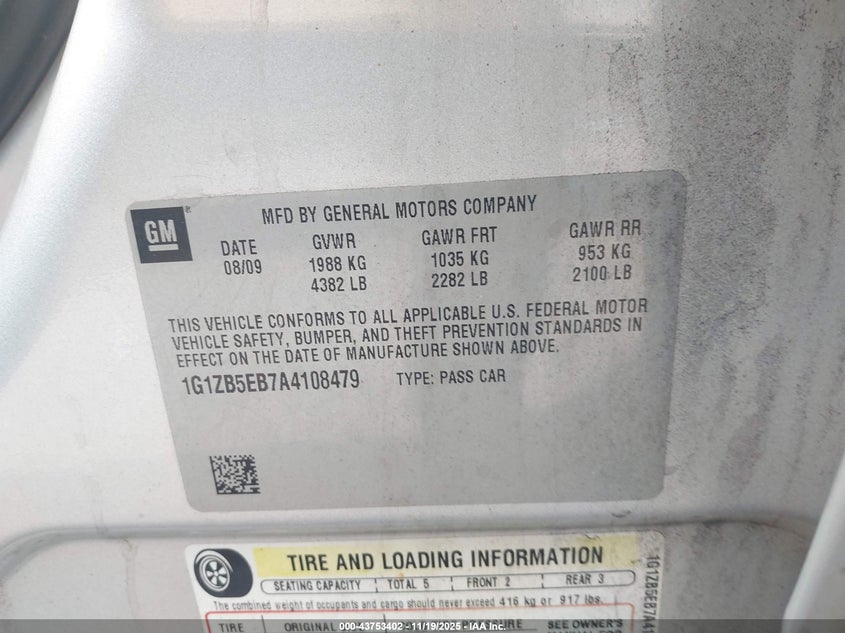 GM
MFD BY GENERAL MOTORS COMPANY
DATE GVWR GAWR FRT GAWR RR
08/09 1988 KG 1035 KG 953 KG
4382 LB 2282 LB 2100 LB
THIS VEHICLE CONFORMS TO ALL APPLICABLE U.S. FEDERAL MOTOR
VEHICLE SAFETY, BUMPER, AND THEFT PREVENTION STANDARDS IN
EFFECT ON THE DATE OF MANUFACTURE SHOWN ABOVE.
1G1ZB5EB7A4108479 TYPE: PASS CAR
TIRE AND LOADING INFORMATION
SEATING CAPACITY TOTAL 5 FRONT 2 REAR 3
The combined weight of occupants and cargo should never exceed 416 kg or 917 lbs.
TIRE ORIGINAL SEE OWNER'S
000-43753402 - 11/19/2025 - IAA Inc.